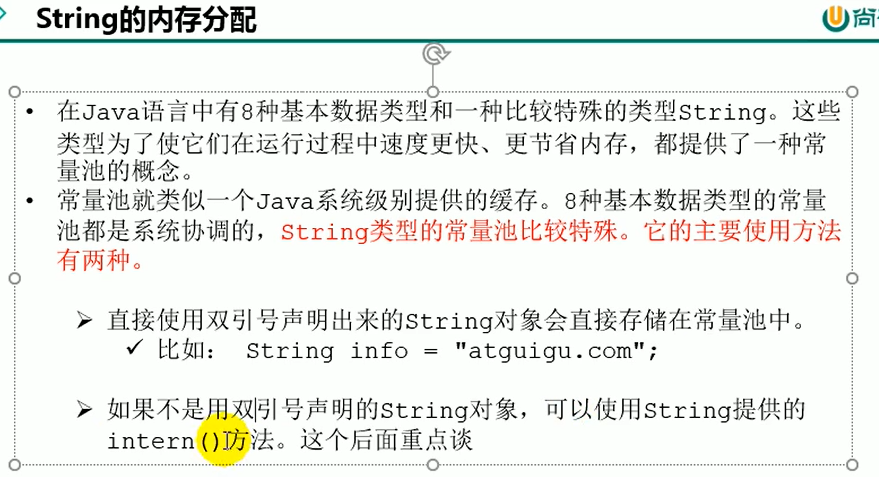 String的内存分配
尚
• 在Java语言中有8种基本数据类型和一种比较特殊的类型String。这些
类型为了使它们在运行过程中速度更快、更节省内存，都提供了一种常
量池的概念。
• 常量池就类似一个Java系统级别提供的缓存。8种基本数据类型的常量
池都是系统协调的，String类型的常量池比较特殊。它的主要使用方法
有两种。
➢ 直接使用双引号声明出来的String对象会直接存储在常量池中。
✓ 比如： String info = "atguigu.com";
➢ 如果不是用双引号声明的String对象，可以使用String提供的
intern()方法。这个后面重点谈